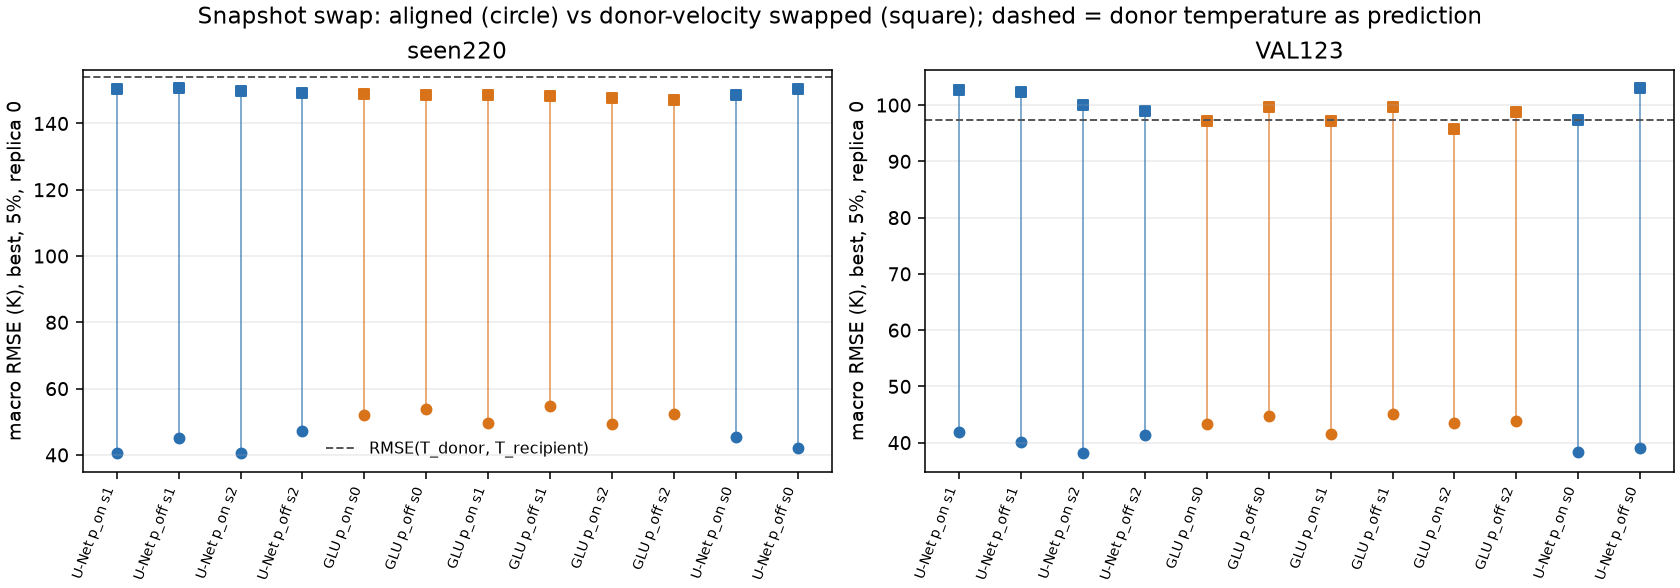 Snapshot swap: aligned (circle) vs donor-velocity swapped (square); dashed = donor temperature as prediction
seen220
macro RMSE (K), best, 5%, replica 0
140
120
100
80
60
40
RMSE(T_donor, T_recipient)
U-Net p_on s1
U-Net p_off s1
U-Net p_on s2
U-Net p_off s2
GLU p_on s0
GLU p_off s0
GLU p_on s1
GLU p_off s1
GLU p_on s2
GLU p_off s2
U-Net p_on s0
U-Net p_off s0
VAL123
macro RMSE (K), best, 5%, replica 0
100
90
80
70
60
50
40
U-Net p_on s1
U-Net p_off s1
U-Net p_on s2
U-Net p_off s2
GLU p_on s0
GLU p_off s0
GLU p_on s1
GLU p_off s1
GLU p_on s2
GLU p_off s2
U-Net p_on s0
U-Net p_off s0